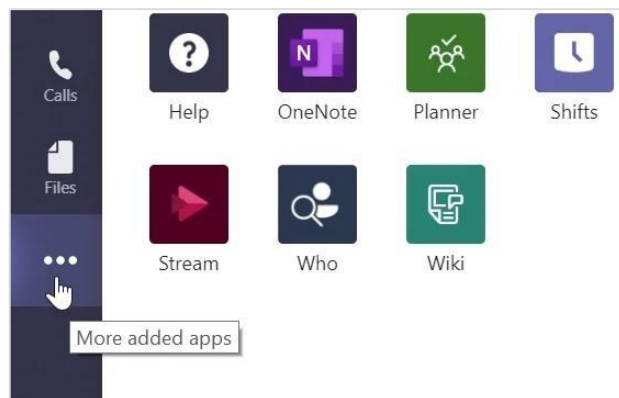 Calls
Files
More added apps
?
Help
N
OneNote
Planner
Shifts
Stream
Who
Wiki